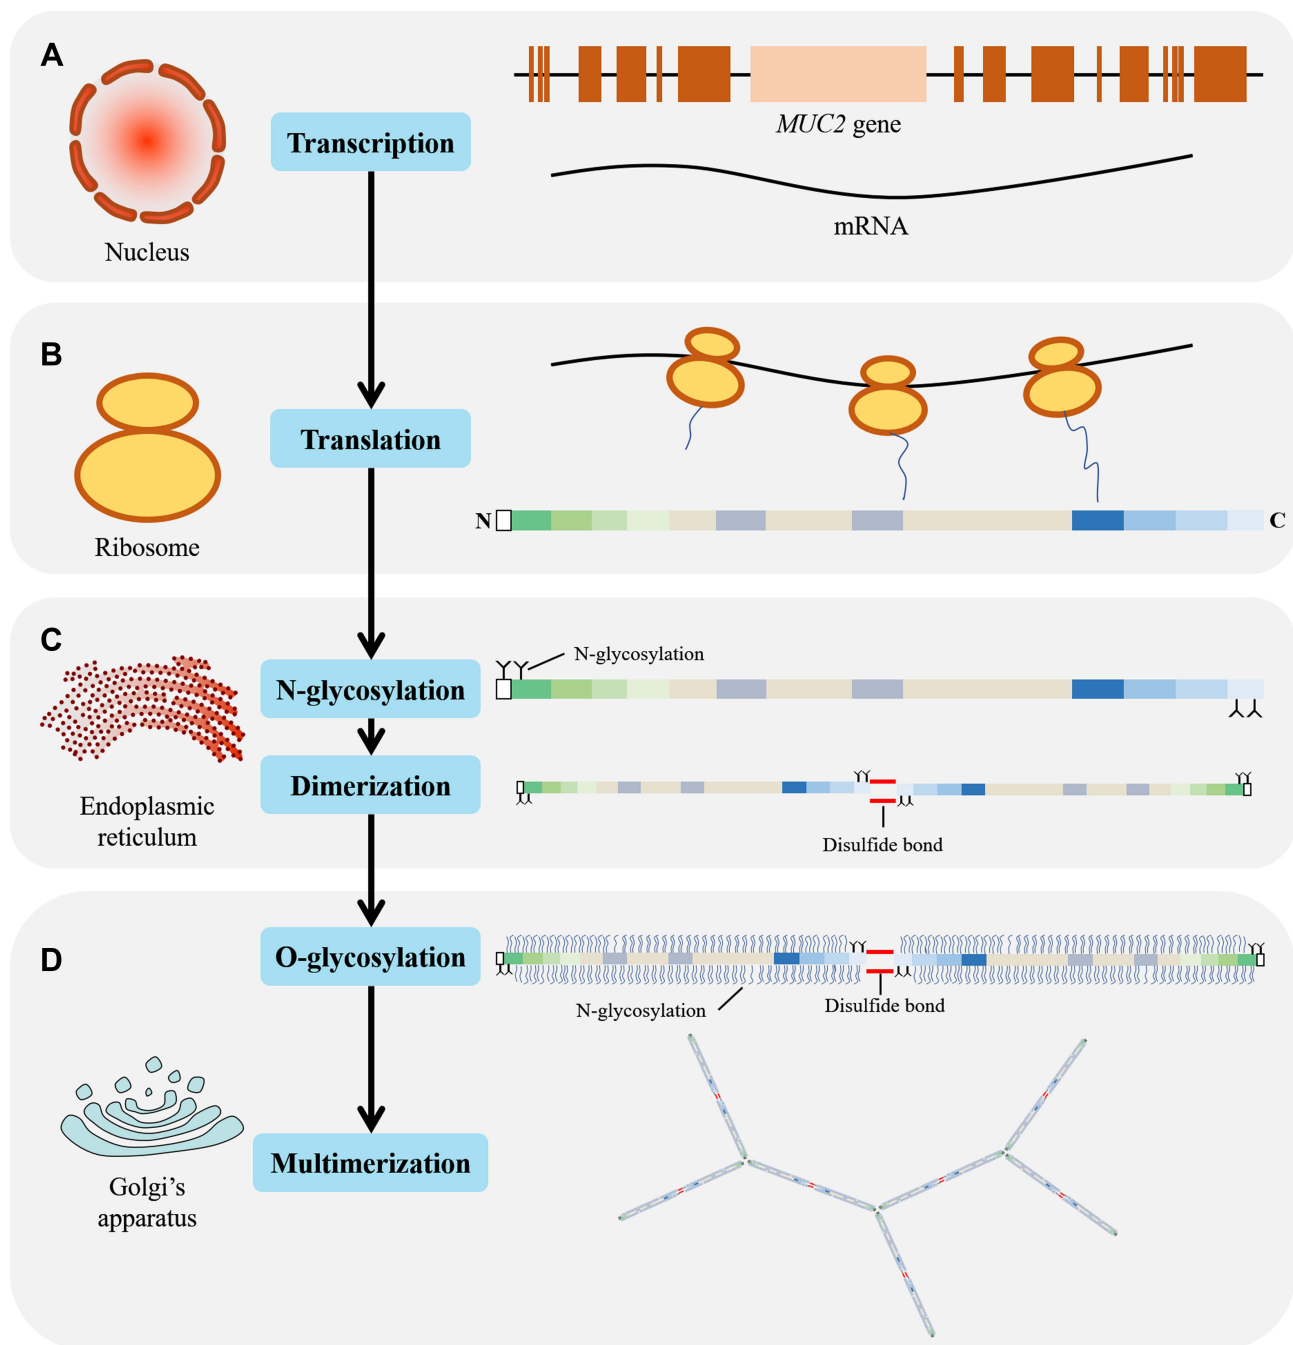 A
Transcription
MUC2 gene
mRNA
Nucleus
B
Translation
Ribosome
N
C
C
N-glycosylation
N-glycosylation
Dimerization
Endoplasmic
reticulum
Disulfide bond
D
O-glycosylation
N-glycosylation
Disulfide bond
Multimerization
Golgi’s
apparatus